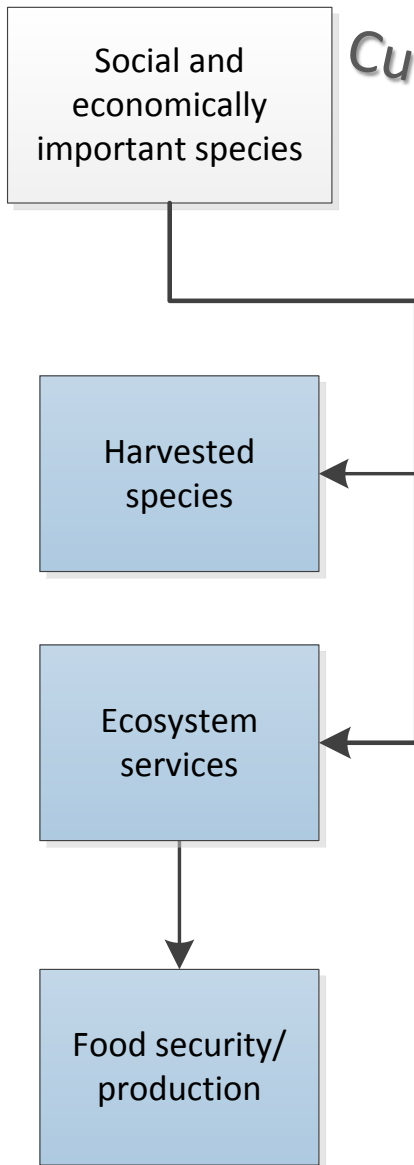 Social and
economically
important species
Cu
Harvested
species
Ecosystem
services
Food security/
production